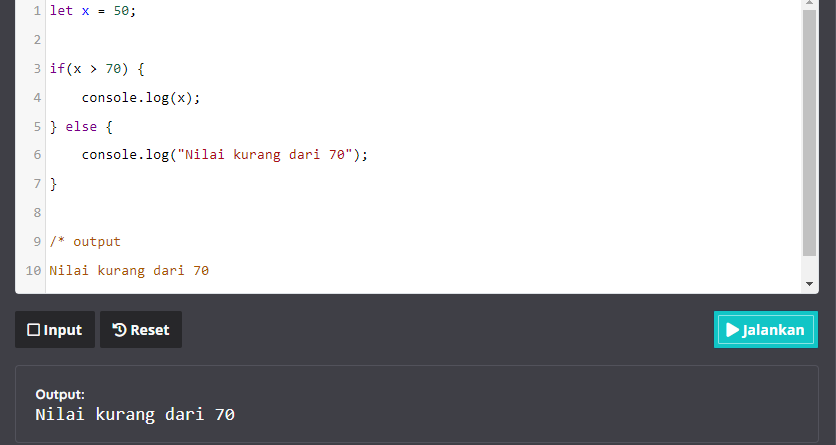 1 let x = 50;
2
3 if(x > 70) {
4     console.log(x);
5 } else {
6     console.log("Nilai kurang dari 70");
7 }
8
9 /* output
10 Nilai kurang dari 70
Input Reset Jalankan
Output:
Nilai kurang dari 70